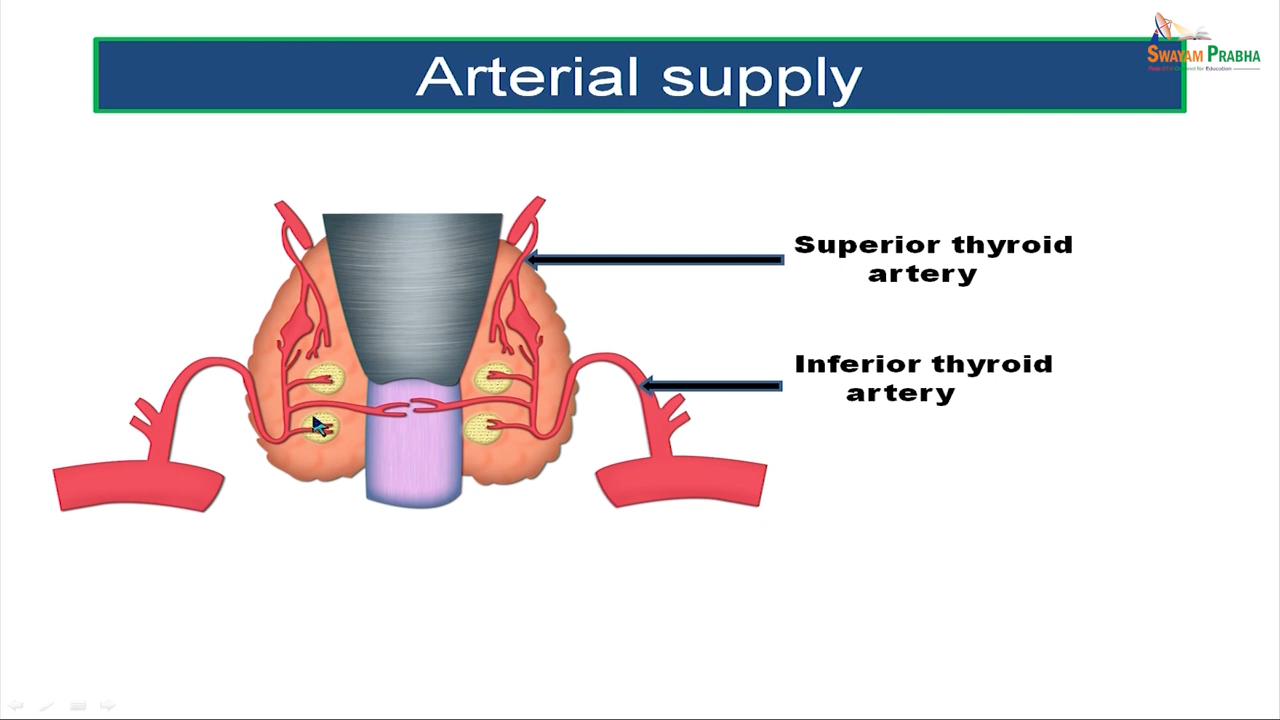 Arterial supply
SWAYAM PRABHA
Superior thyroid
artery
Inferior thyroid
artery